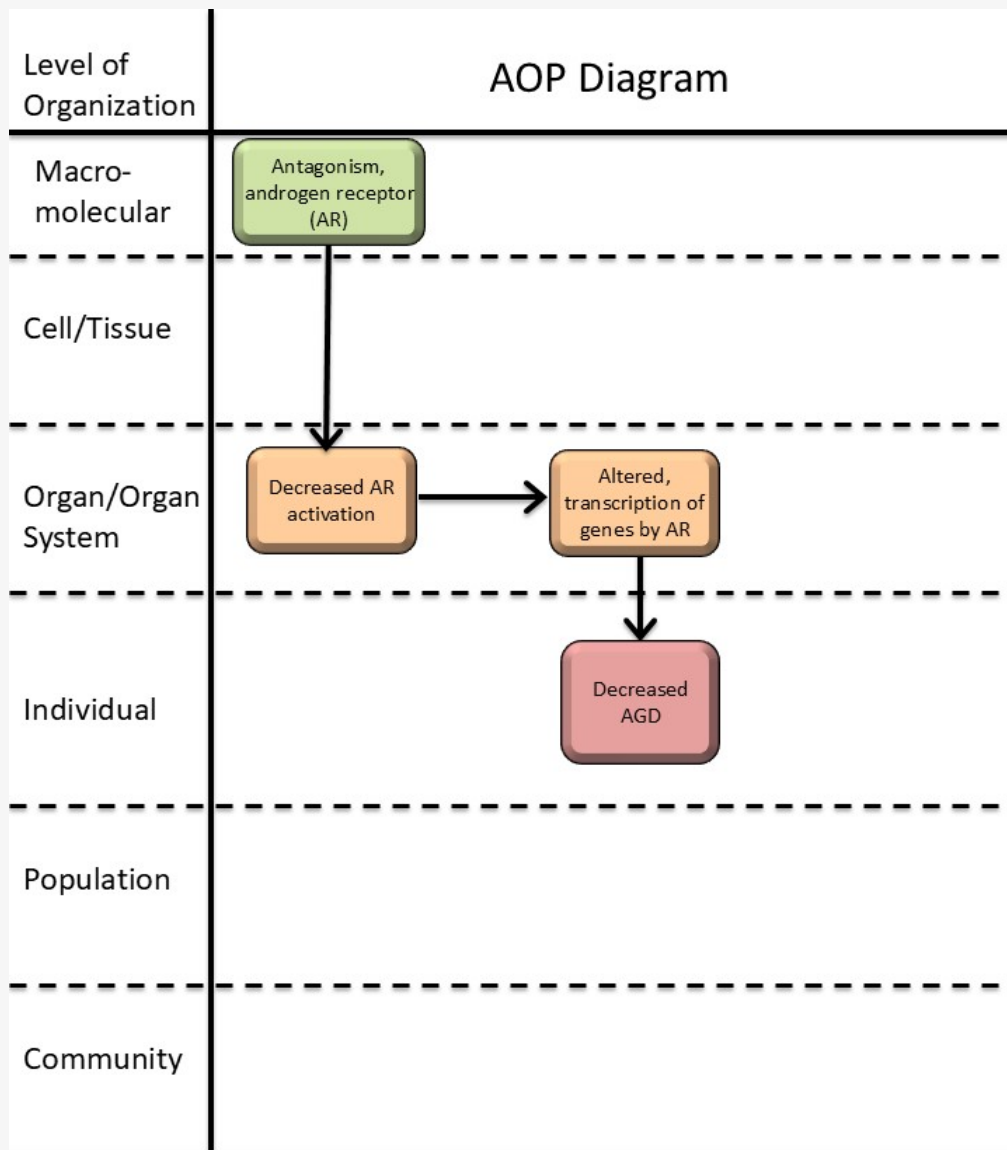 Level of
Organization
AOP Diagram
Macro-
molecular
Antagonism,
androgen receptor
(AR)
Cell/Tissue
Organ/Organ
System
Decreased AR
activation
Altered,
transcription of
genes by AR
Individual
Decreased
AGD
Population
Community